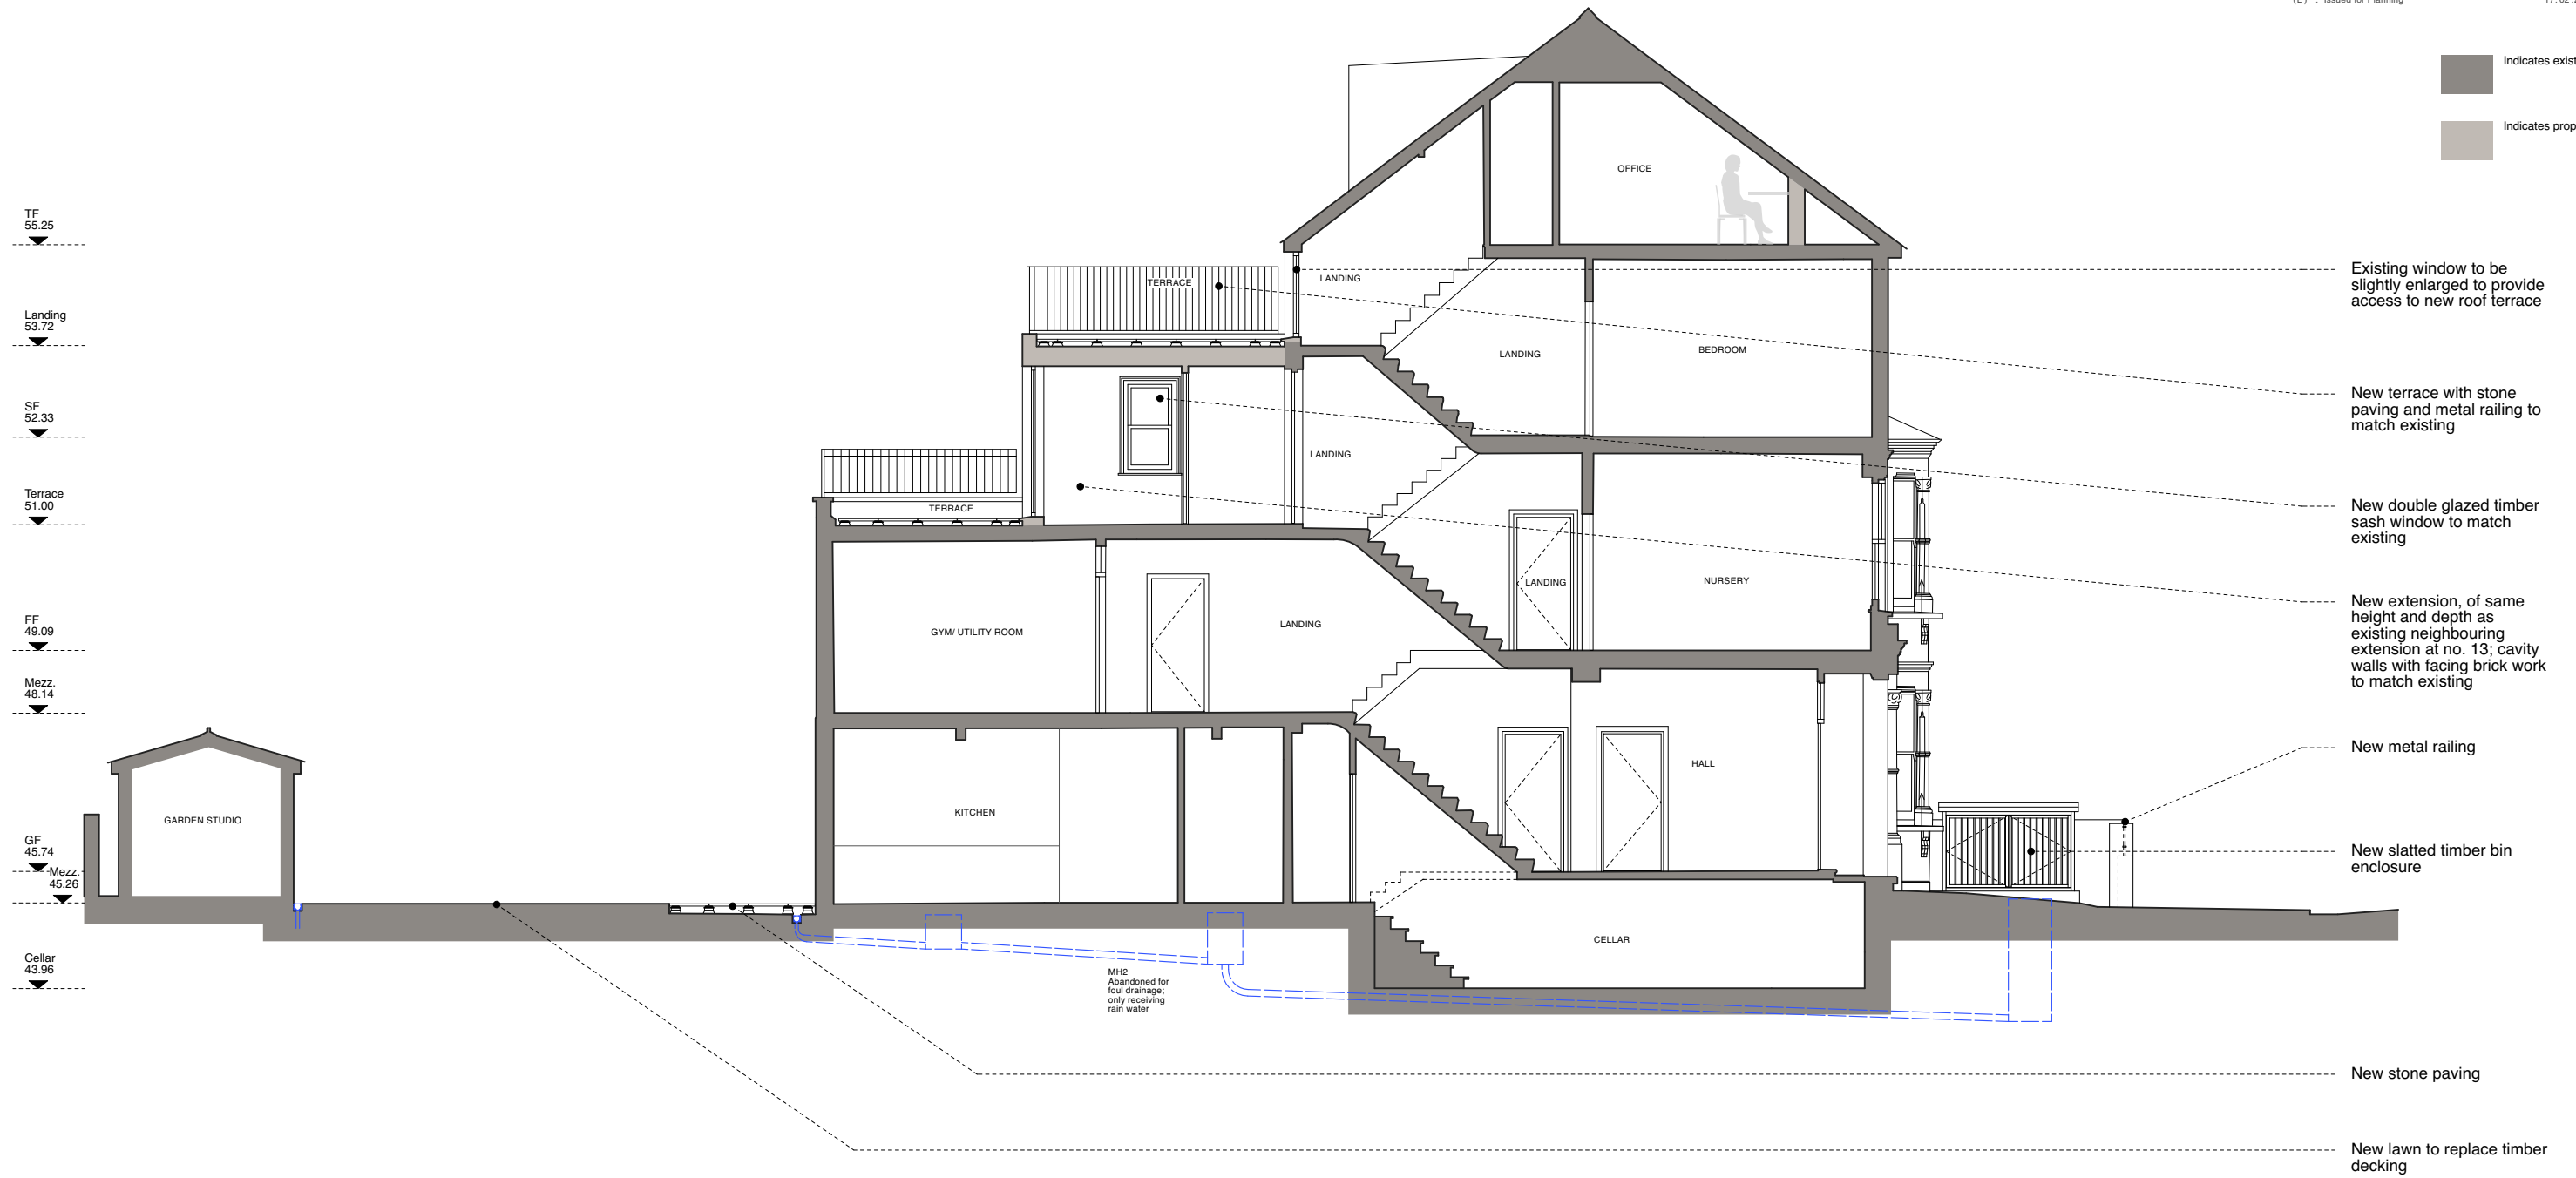 (E) : Issued for Planning
17. 02 .
Indicates exist
Indicates prop
TF
55.25
Landing
53.72
SF
52.33
Terrace
51.00
FF
49.09
Mezz.
48.14
GF
45.74
Mezz.
45.26
Cellar
43.96
OFFICE
TERRACE
LANDING
LANDING
BEDROOM
LANDING
TERRACE
LANDING
NURSERY
GYM/ UTILITY ROOM
LANDING
HALL
KITCHEN
GARDEN STUDIO
CELLAR
MH2
Abandoned for
foul drainage;
only receiving
rain water
Existing window to be
slightly enlarged to provide
access to new roof terrace
New terrace with stone
paving and metal railing to
match existing
New double glazed timber
sash window to match
existing
New extension, of same
height and depth as
existing neighbouring
extension at no. 13; cavity
walls with facing brick work
to match existing
New metal railing
New slatted timber bin
enclosure
New stone paving
New lawn to replace timber
decking